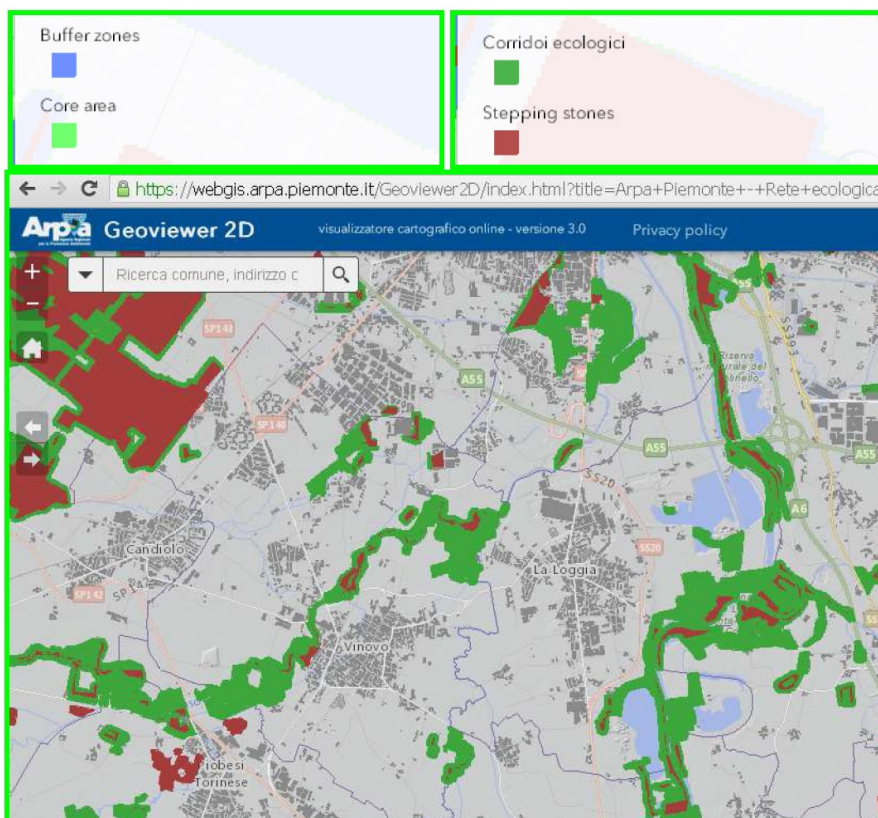 Buffer zones
Core area
Corridoi ecologici
Stepping stones
https://webgis.arpa.piemonte.it/Geoviewer2D/index.html?title=Arpa+Piemonte+-+Rete+ecologica
Arpa Geoviewer 2D visualizzatore cartografico online - versione 3.0 Privacy policy
Ricerca comune, indirizzo c
SP143
A55
SS393
Riserva
naturale del
A55
SP140
A55
A55
SS20
A6
Candiolo
La Loggia
SS20
SP142
SP142
Vinovo
Piobesi
Torinese